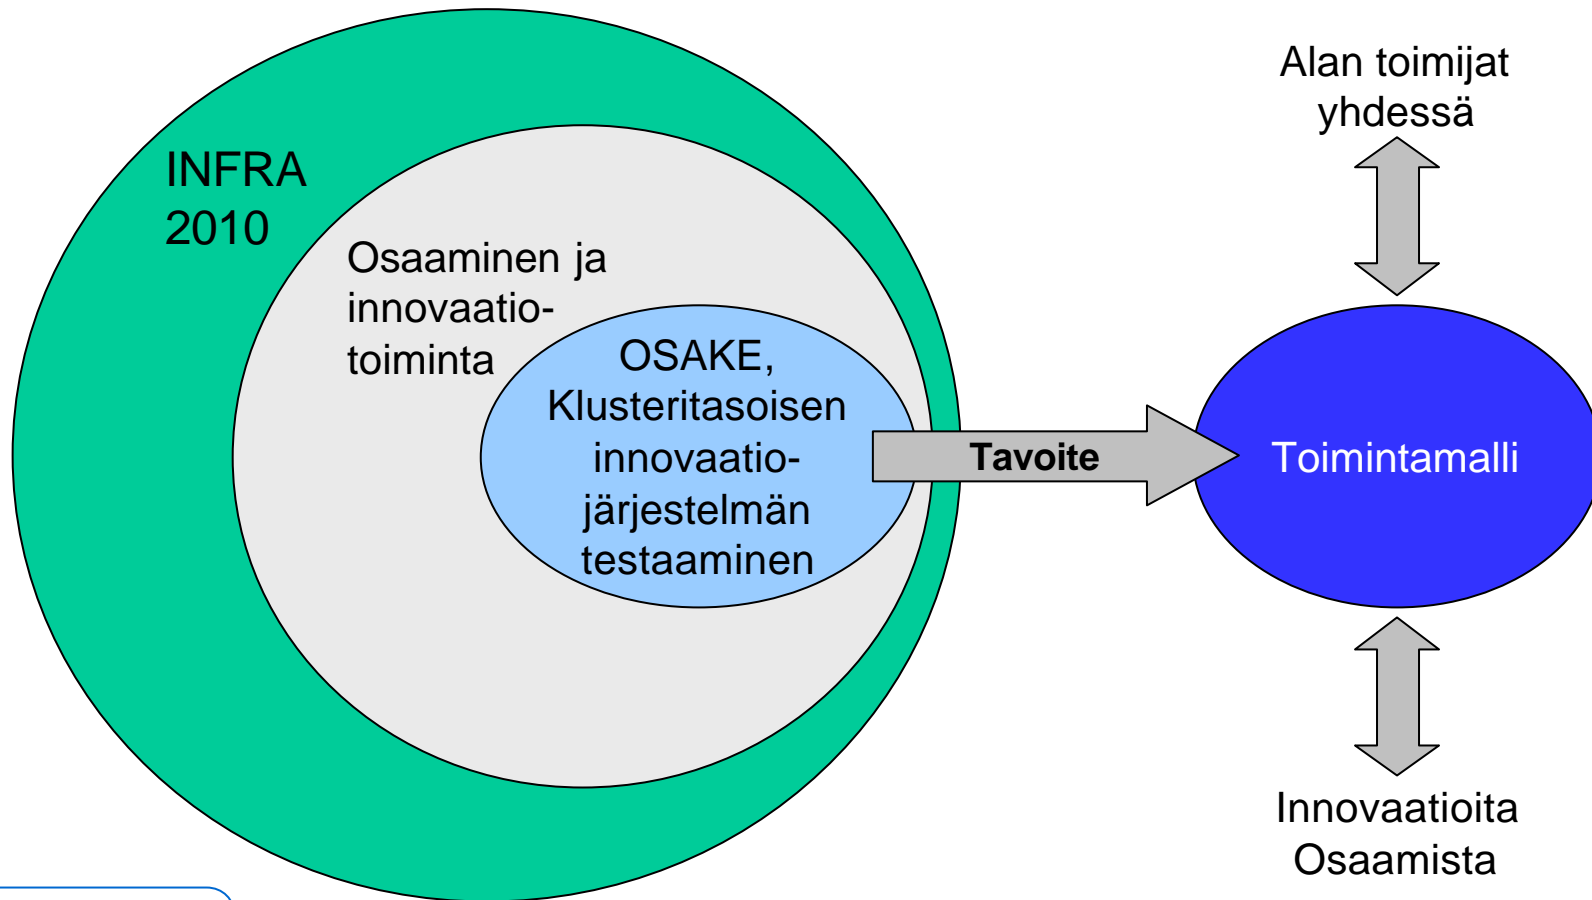 INFRA
2010
Osaaminen ja
innovaatio-
toiminta
OSAKE,
Klusteritasoisen
innovaatio-
järjestelmän
testaaminen
Tavoite
Alan toimijat
yhdessä
Toimintamalli
Innovaatioita
Osaamista